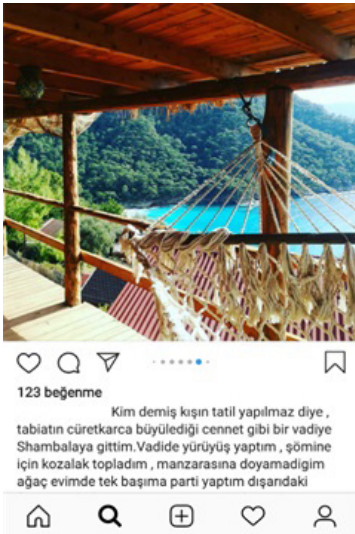 123 beğenme
Kim demiş kışın tatil yapılmaz diye ,
tabiatın cüretkarca büyülediği cennet gibi bir vadiye
Shambalaya gittim.Vadide yürüyüş yaptım , şömine
için kozalak topladım , manzarasına doyamadigim
ağaç evimde tek başıma parti yaptım dışarıdaki